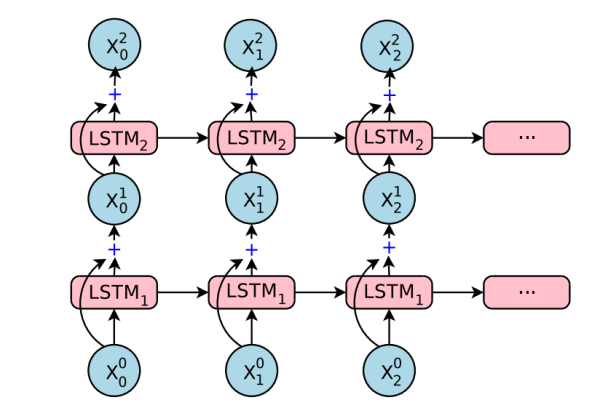 X₀² X₁² X₂²
+ + +
LSTM₂ LSTM₂ LSTM₂ ...
X₀¹ X₁¹ X₂¹
+ + +
LSTM₁ LSTM₁ LSTM₁ ...
X₀⁰ X₁⁰ X₂⁰